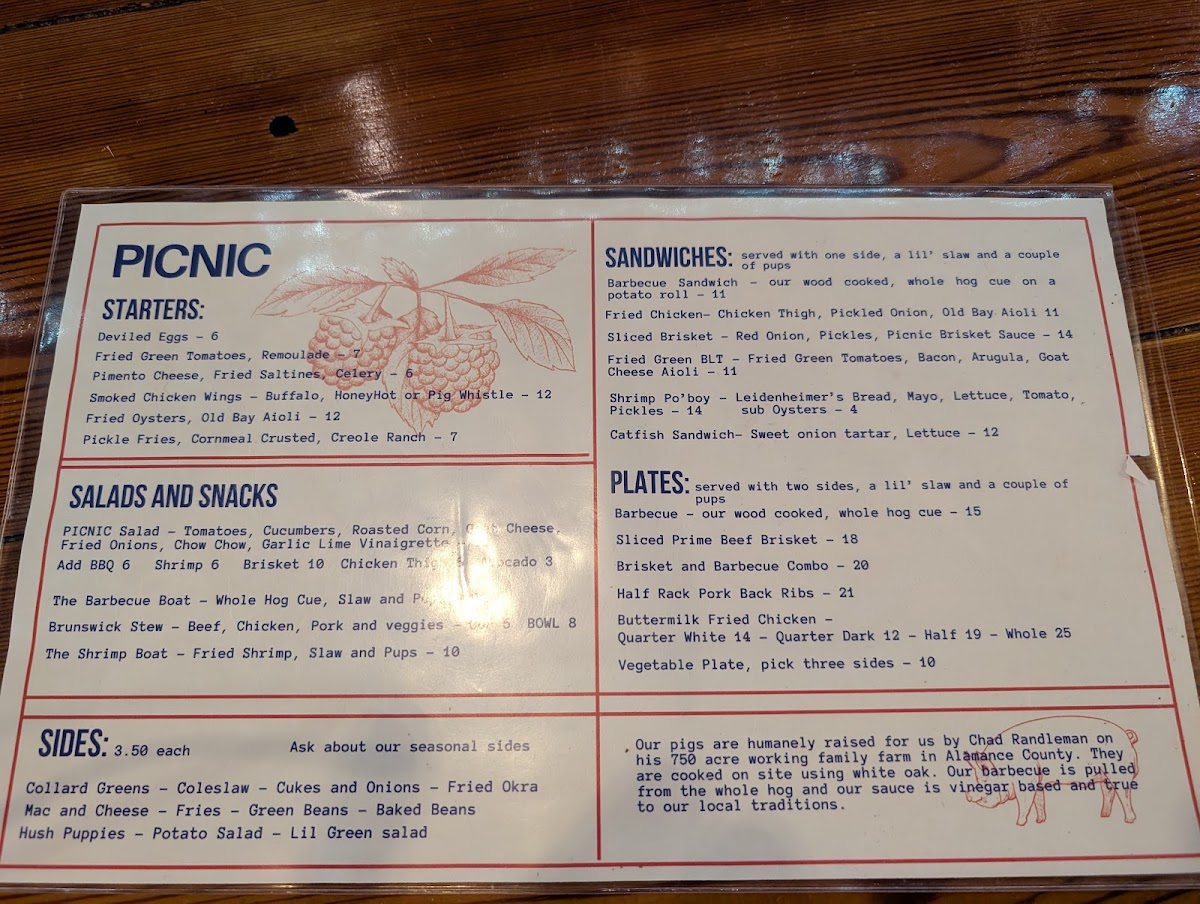 PICNIC
STARTERS:
Deviled Eggs – 6
Fried Green Tomatoes, Remoulade – 7
Pimento Cheese, Fried Saltines, Celery – 6
Smoked Chicken Wings – Buffalo, HoneyHot or Pig Whistle – 12
Fried Oysters, Old Bay Aioli – 12
Pickle Fries, Cornmeal Crusted, Creole Ranch – 7
SALADS AND SNACKS
PICNIC Salad – Tomatoes, Cucumbers, Roasted Corn, Cheese,
Fried Onions, Chow Chow, Garlic Lime Vinaigrette
Add BBQ 6 Shrimp 6 Brisket 10 Chicken 3
The Barbecue Boat – Whole Hog Cue, Slaw and
Brunswick Stew – Beef, Chicken, Pork and veggies – 5 BOWL 8
The Shrimp Boat – Fried Shrimp, Slaw and Pups – 10
SIDES: 3.50 each Ask about our seasonal sides
Collard Greens – Coleslaw – Cukes and Onions – Fried Okra
Mac and Cheese – Fries – Green Beans – Baked Beans
Hush Puppies – Potato Salad – Lil Green salad
SANDWICHES: served with one side, a lil' slaw and a couple
of pups
Barbecue Sandwich – our wood cooked, whole hog cue on a
potato roll – 11
Fried Chicken– Chicken Thigh, Pickled Onion, Old Bay Aioli 11
Sliced Brisket – Red Onion, Pickles, Picnic Brisket Sauce – 14
Fried Green BLT – Fried Green Tomatoes, Bacon, Arugula, Goat
Cheese Aioli – 11
Shrimp Po'boy – Leidenheimer's Bread, Mayo, Lettuce, Tomato,
Pickles – 14 sub Oysters – 4
Catfish Sandwich– Sweet onion tartar, Lettuce – 12
PLATES: served with two sides, a lil' slaw and a couple of
pups
Barbecue – our wood cooked, whole hog cue – 15
Sliced Prime Beef Brisket – 18
Brisket and Barbecue Combo – 20
Half Rack Pork Back Ribs – 21
Buttermilk Fried Chicken –
Quarter White 14 – Quarter Dark 12 – Half 19 – Whole 25
Vegetable Plate, pick three sides – 10
Our pigs are humanely raised for us by Chad Randleman on
his 750 acre working family farm in Alamance County. They
are cooked on site using white oak. Our barbecue is pulled
from the whole hog and our sauce is vinegar based and true
to our local traditions.